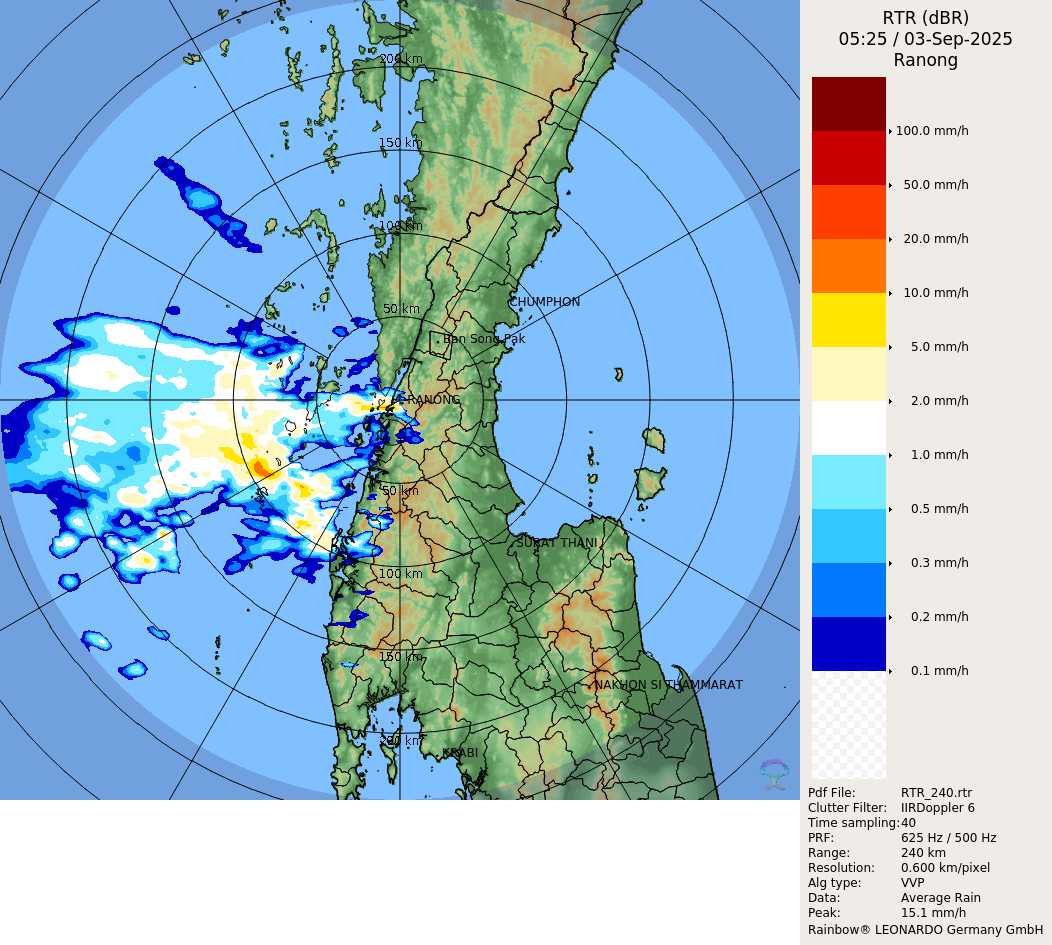 RTR (dBR)
05:25 / 03-Sep-2025
Ranong
200 km
150 km
100 km
50 km
CHUMPHON
Ban Song Pak
RANONG
50 km
SURAT THANI
100 km
150 km
NAKHON SI THAMMARAT
200 km
KRABI
100.0 mm/h
50.0 mm/h
20.0 mm/h
10.0 mm/h
5.0 mm/h
2.0 mm/h
1.0 mm/h
0.5 mm/h
0.3 mm/h
0.2 mm/h
0.1 mm/h
Pdf File: RTR_240.rtr
Clutter Filter: IIRDoppler 6
Time sampling:40
PRF: 625 Hz / 500 Hz
Range: 240 km
Resolution: 0.600 km/pixel
Alg type: VVP
Data: Average Rain
Peak: 15.1 mm/h
Rainbow® LEONARDO Germany GmbH